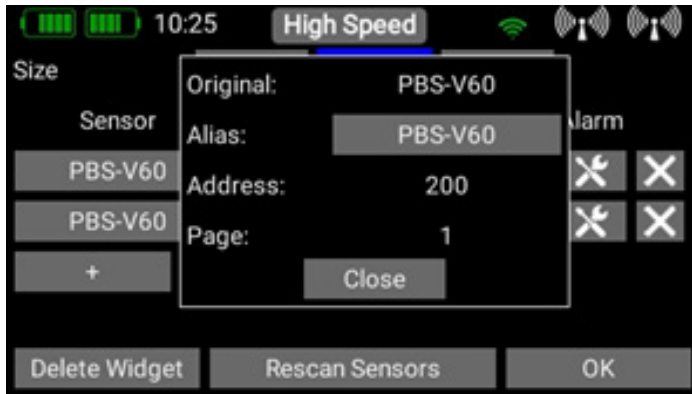 10:25 High Speed
Size
Sensor
PBS-V60
PBS-V60
+
Original: PBS-V60
Alias: PBS-V60
Address: 200
Page: 1
Close
Alarm
Delete Widget Rescan Sensors OK